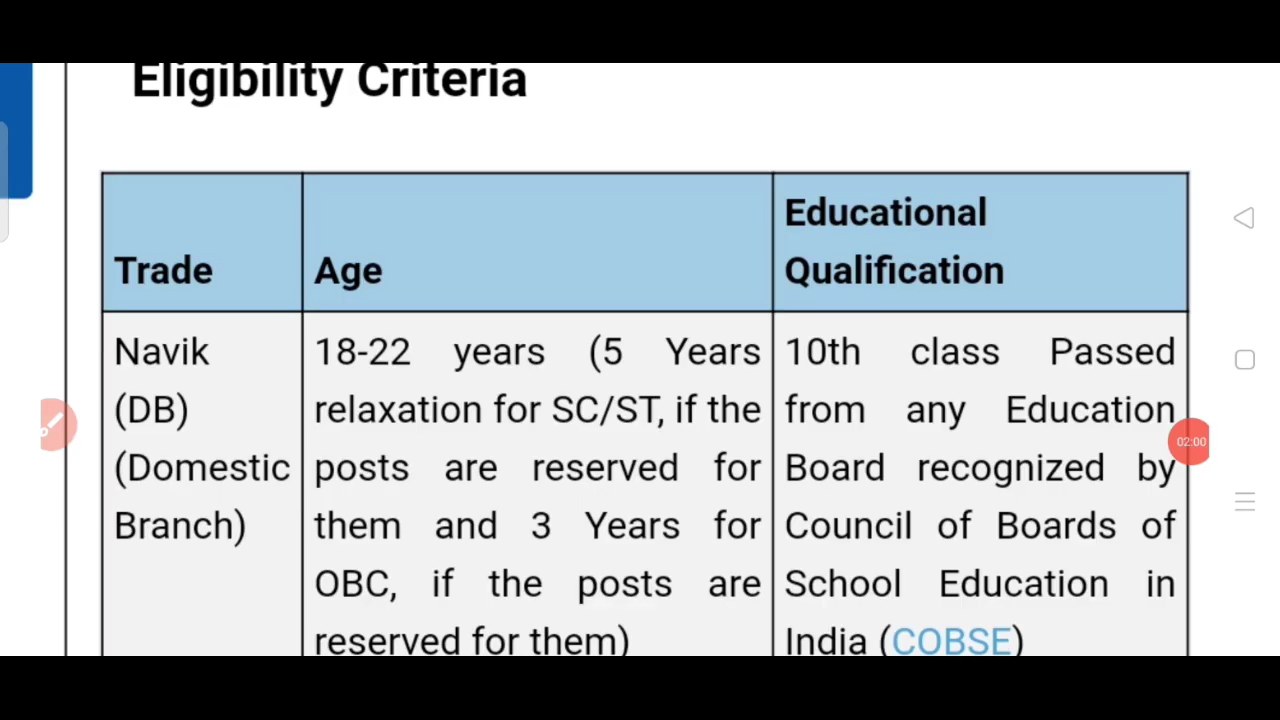 Eligibility Criteria
Trade
Age
Educational
Qualification
Navik
(DB)
(Domestic
Branch)
18-22 years (5 Years
relaxation for SC/ST, if the
posts are reserved for
them and 3 Years for
OBC, if the posts are
reserved for them)
10th class Passed
from any Education
Board recognized by
Council of Boards of
School Education in
India (COBSE)
02:00